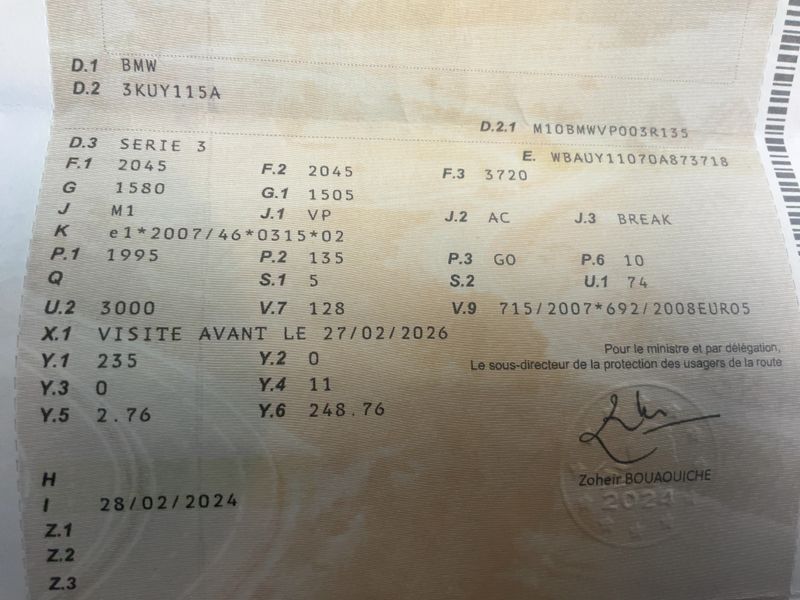 D.1 BMW
D.2 3KUY115A
D.2.1 M10BMWVP003R135
D.3 SERIE 3
E. WBAUY11070A873718
F.1 2045 F.2 2045 F.3 3720
G 1580 G.1 1505
J M1 J.1 VP J.2 AC J.3 BREAK
K e1*2007/46*0315*02
P.1 1995 P.2 135 P.3 GO P.6 10
Q S.1 5 S.2 U.1 74
U.2 3000 V.7 128 V.9 715/2007*692/2008EURO5
X.1 VISITE AVANT LE 27/02/2026
Y.1 235 Y.2 0
Pour le ministre et par délégation,
Le sous-directeur de la protection des usagers de la route
Y.3 0 Y.4 11
Y.5 2.76 Y.6 248.76
Zoheir BOUAOUICHE
H
I 28/02/2024
2021
Z.1
Z.2
Z.3